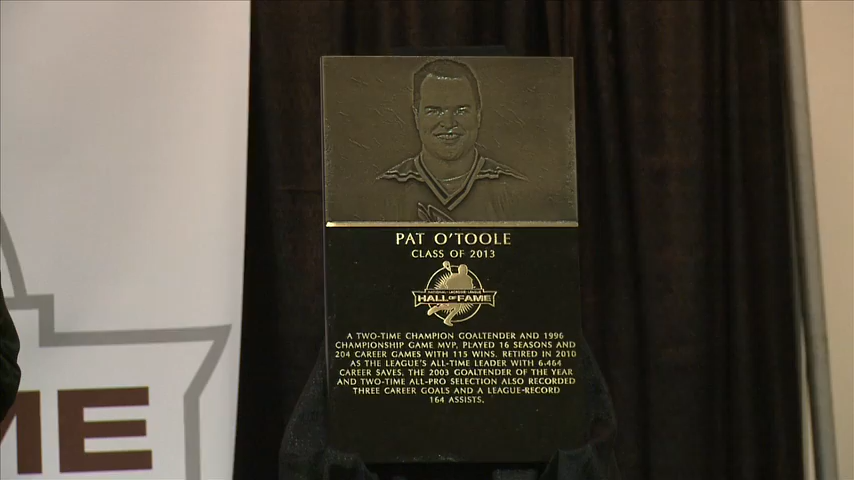 PAT O'TOOLE
CLASS OF 2013
NATIONAL LACROSSE LEAGUE
HALL OF FAME
A TWO-TIME CHAMPION GOALTENDER AND 1996
CHAMPIONSHIP GAME MVP, PLAYED 16 SEASONS AND
204 CAREER GAMES WITH 115 WINS. RETIRED IN 2010
AS THE LEAGUE'S ALL-TIME LEADER WITH 6,464
CAREER SAVES. THE 2003 GOALTENDER OF THE YEAR
AND TWO-TIME ALL-PRO SELECTION ALSO RECORDED
THREE CAREER GOALS AND A LEAGUE-RECORD
164 ASSISTS.
ME